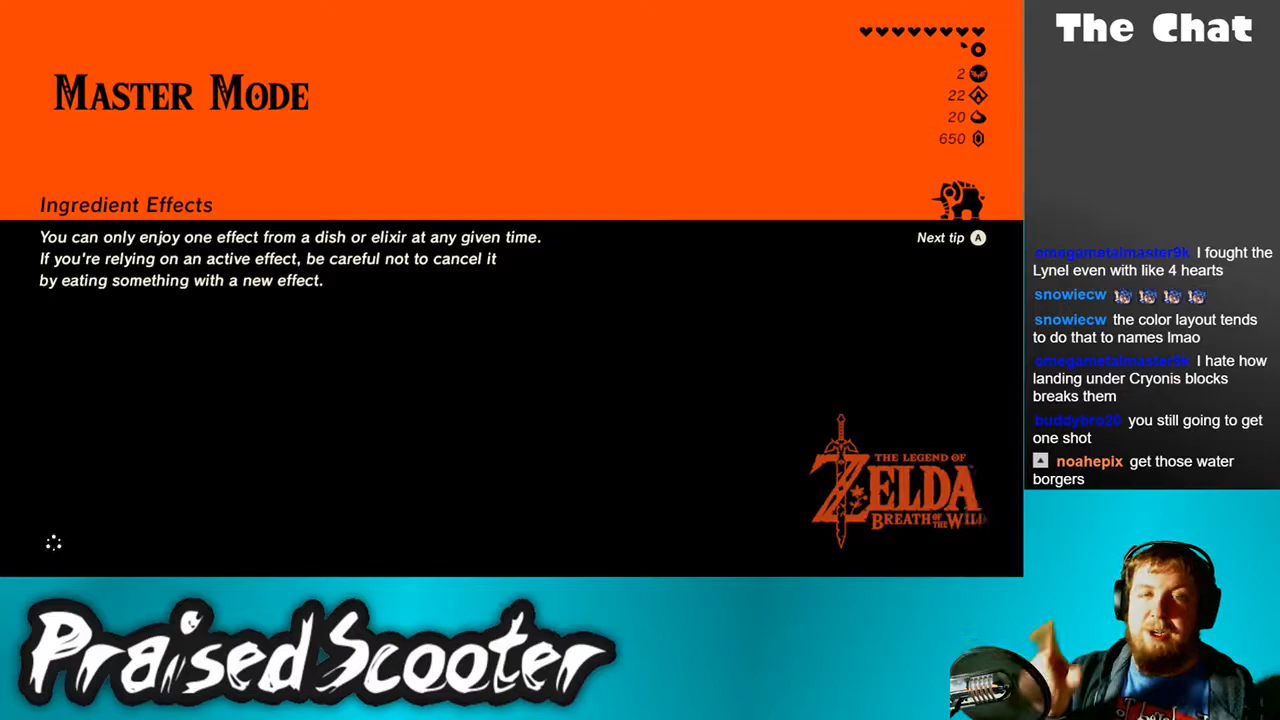 Master Mode
2
22
20
650
Ingredient Effects
You can only enjoy one effect from a dish or elixir at any given time.
If you're relying on an active effect, be careful not to cancel it
by eating something with a new effect.
Next tip A
THE LEGEND OF
ZELDA
BREATH OF THE WILD
The Chat
omegametalmaster9k I fought the
Lynel even with like 4 hearts
snowiecw
snowiecw the color layout tends
to do that to names lmao
omegametalmaster9k I hate how
landing under Cryonis blocks
breaks them
buddybro20 you still going to get
one shot
noahepix get those water
borgers
PraisedScooter